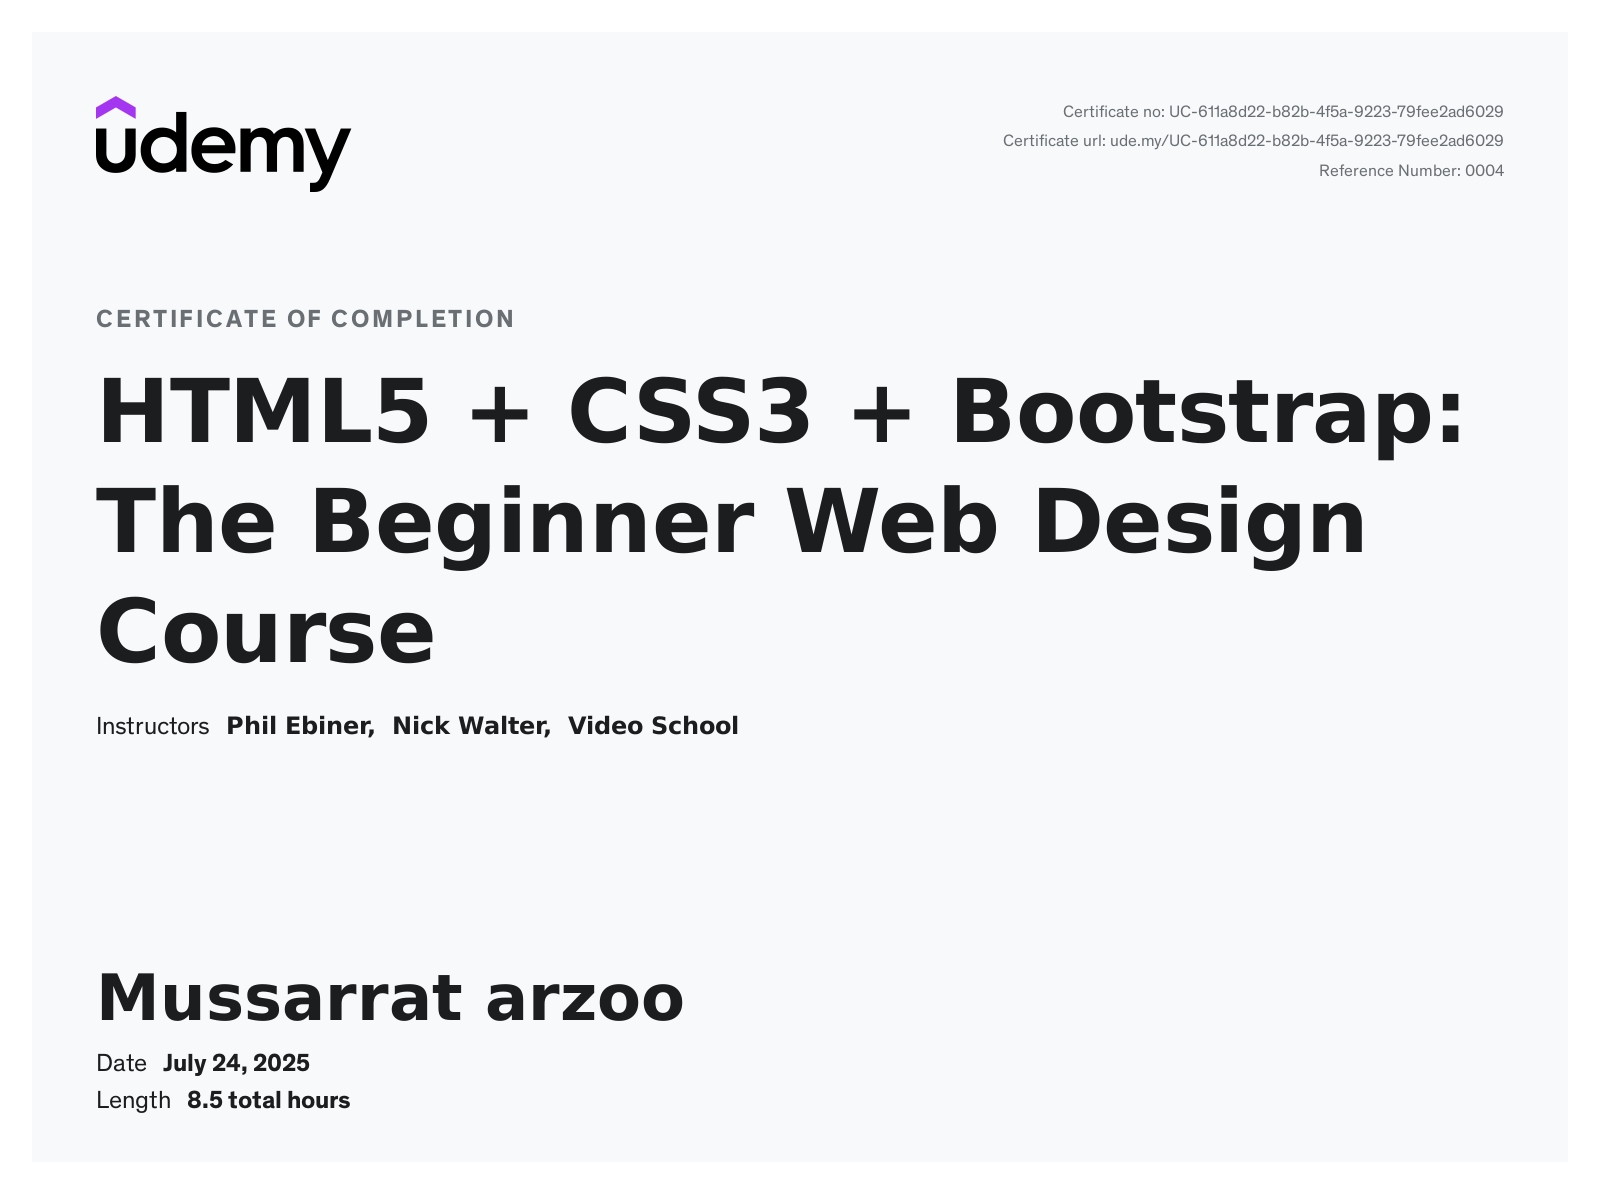 udemy
Certificate no: UC-611a8d22-b82b-4f5a-9223-79fee2ad6029
Certificate url: ude.my/UC-611a8d22-b82b-4f5a-9223-79fee2ad6029
Reference Number: 0004
CERTIFICATE OF COMPLETION
HTML5 + CSS3 + Bootstrap:
The Beginner Web Design
Course
Instructors Phil Ebiner, Nick Walter, Video School
Mussarrat arzoo
Date July 24, 2025
Length 8.5 total hours